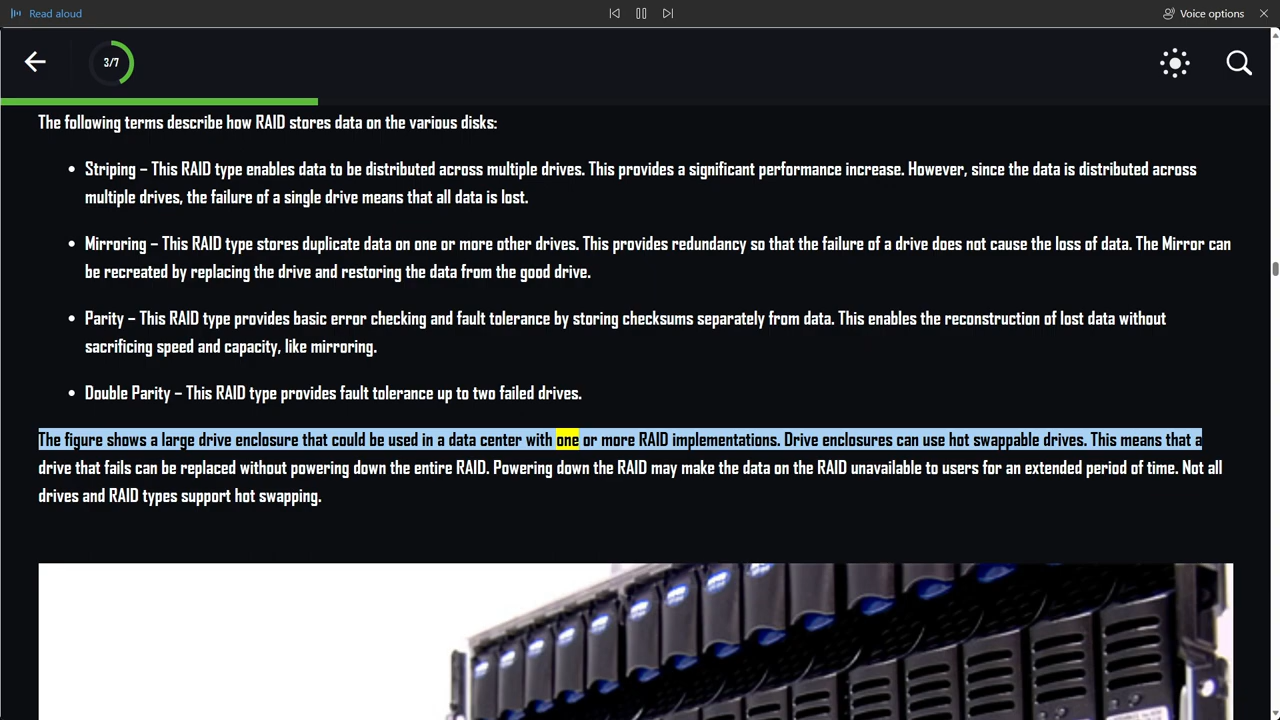 Read aloud
Voice options
3/7
The following terms describe how RAID stores data on the various disks:
• Striping – This RAID type enables data to be distributed across multiple drives. This provides a significant performance increase. However, since the data is distributed across
multiple drives, the failure of a single drive means that all data is lost.
• Mirroring – This RAID type stores duplicate data on one or more other drives. This provides redundancy so that the failure of a drive does not cause the loss of data. The Mirror can
be recreated by replacing the drive and restoring the data from the good drive.
• Parity – This RAID type provides basic error checking and fault tolerance by storing checksums separately from data. This enables the reconstruction of lost data without
sacrificing speed and capacity, like mirroring.
• Double Parity – This RAID type provides fault tolerance up to two failed drives.
The figure shows a large drive enclosure that could be used in a data center with one or more RAID implementations. Drive enclosures can use hot swappable drives. This means that a
drive that fails can be replaced without powering down the entire RAID. Powering down the RAID may make the data on the RAID unavailable to users for an extended period of time. Not all
drives and RAID types support hot swapping.